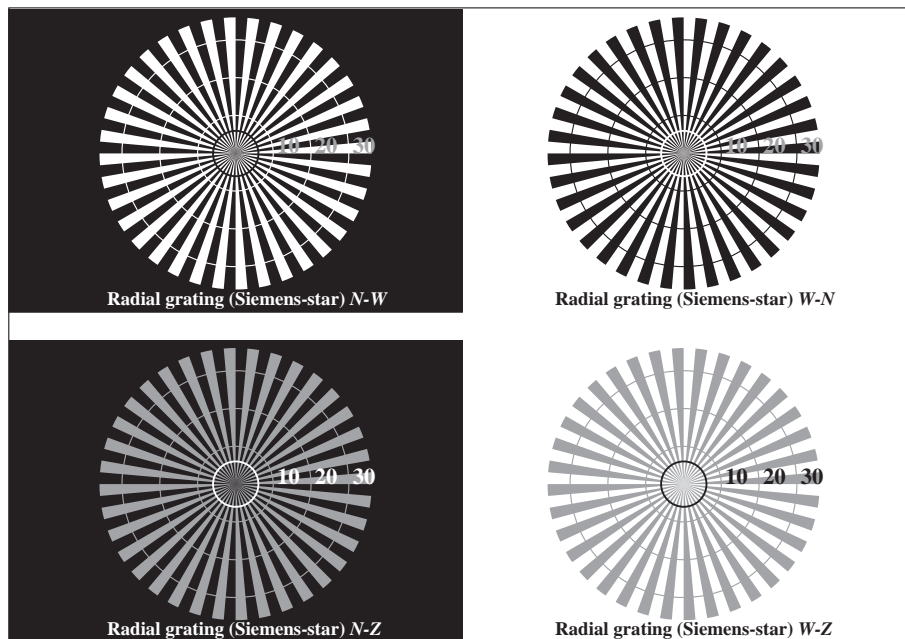 10 20 30
Radial grating (Siemens-star) N-W
10 20 30
Radial grating (Siemens-star) W-N
10 20 30
Radial grating (Siemens-star) N-Z
10 20 30
Radial grating (Siemens-star) W-Z